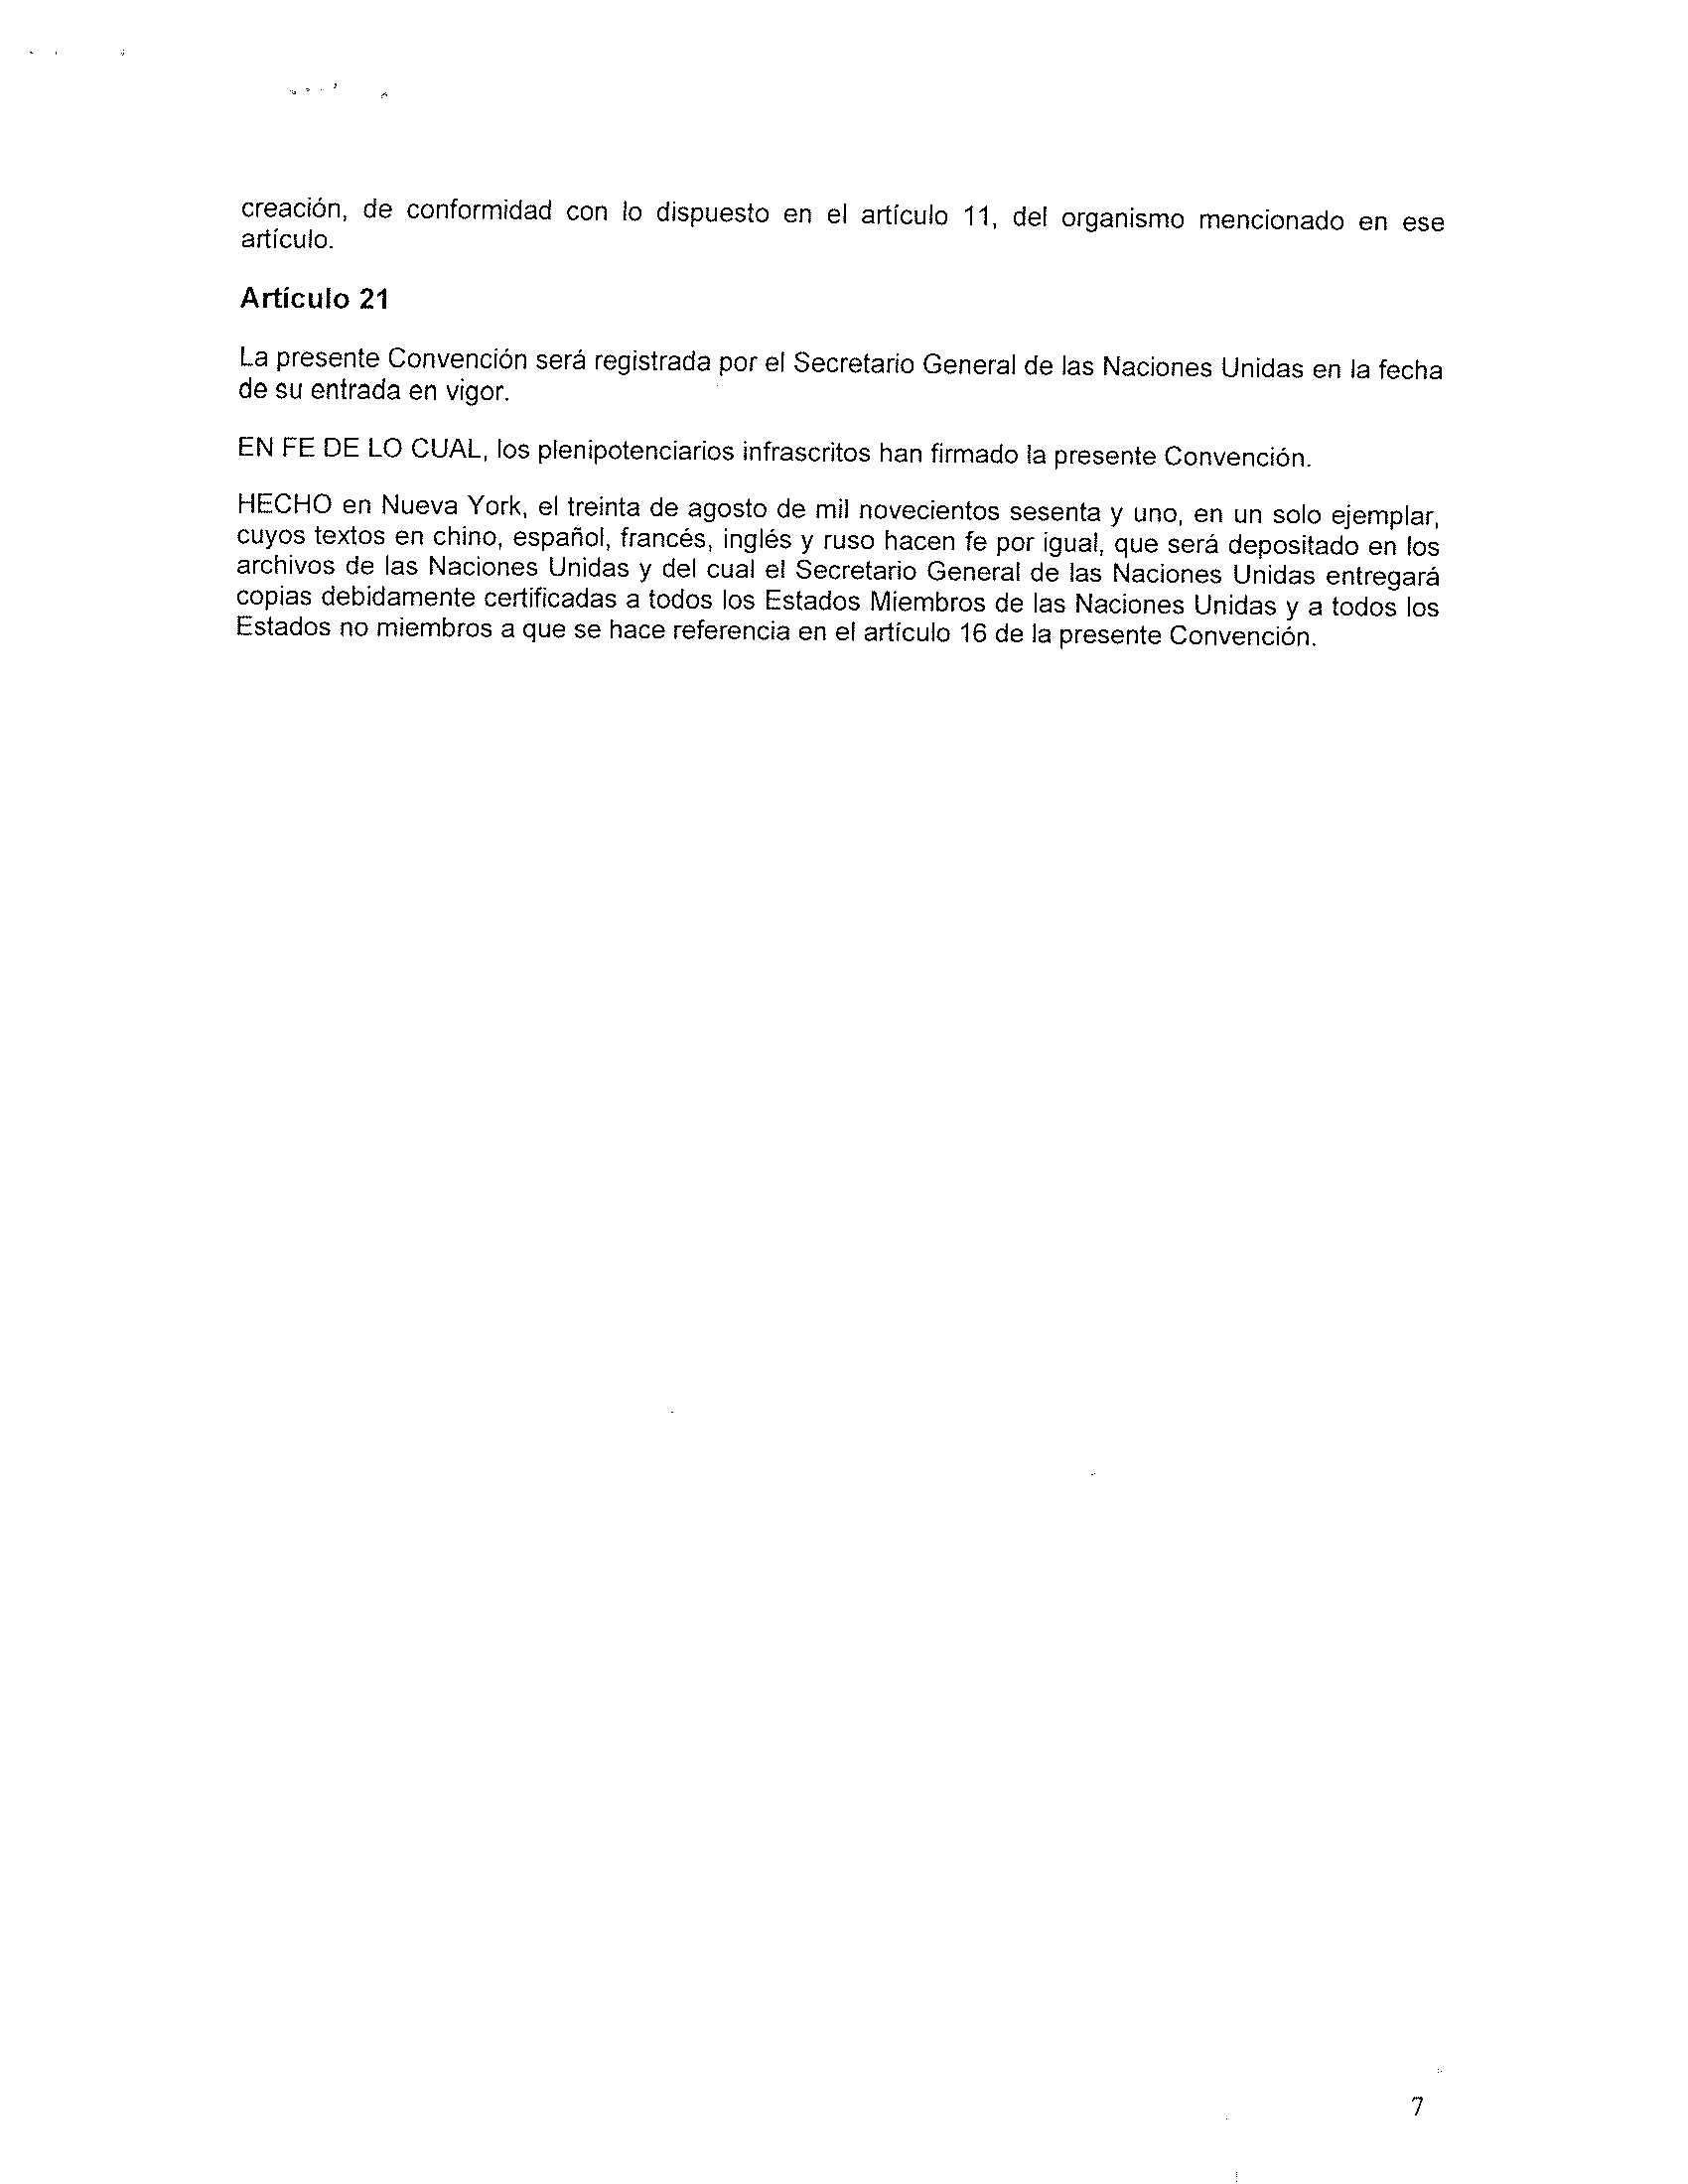 creación, de conformidad con lo dispuesto en el artículo 11, del organismo mencionado en ese
artículo.
Artículo 21
La presente Convención será registrada por el Secretario General de las Naciones Unidas en la fecha
de su entrada en vigor.
EN FE DE LO CUAL, los plenipotenciarios infrascritos han firmado la presente Convención.
HECHO en Nueva York, el treinta de agosto de mil novecientos sesenta y uno, en un solo ejemplar,
cuyos textos en chino, español, francés, inglés y ruso hacen fe por igual, que será depositado en los
archivos de las Naciones Unidas y del cual el Secretario General de las Naciones Unidas entregará
copias debidamente certificadas a todos los Estados Miembros de las Naciones Unidas y a todos los
Estados no miembros a que se hace referencia en el artículo 16 de la presente Convención.
7